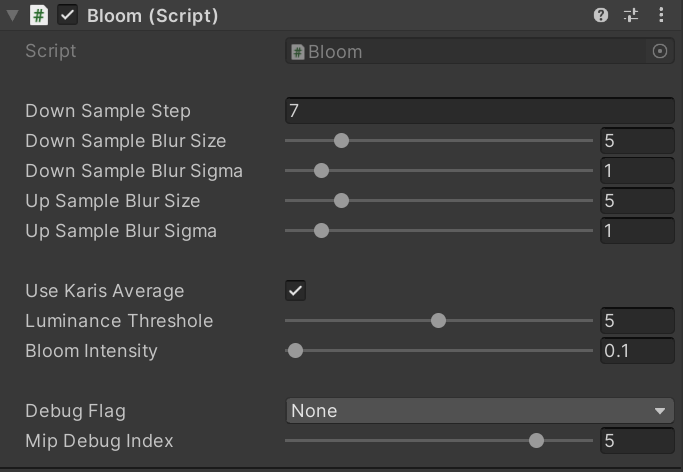 Bloom (Script)
Script Bloom
Down Sample Step 7
Down Sample Blur Size 5
Down Sample Blur Sigma 1
Up Sample Blur Size 5
Up Sample Blur Sigma 1
Use Karis Average
Luminance Threshole 5
Bloom Intensity 0.1
Debug Flag None
Mip Debug Index 5